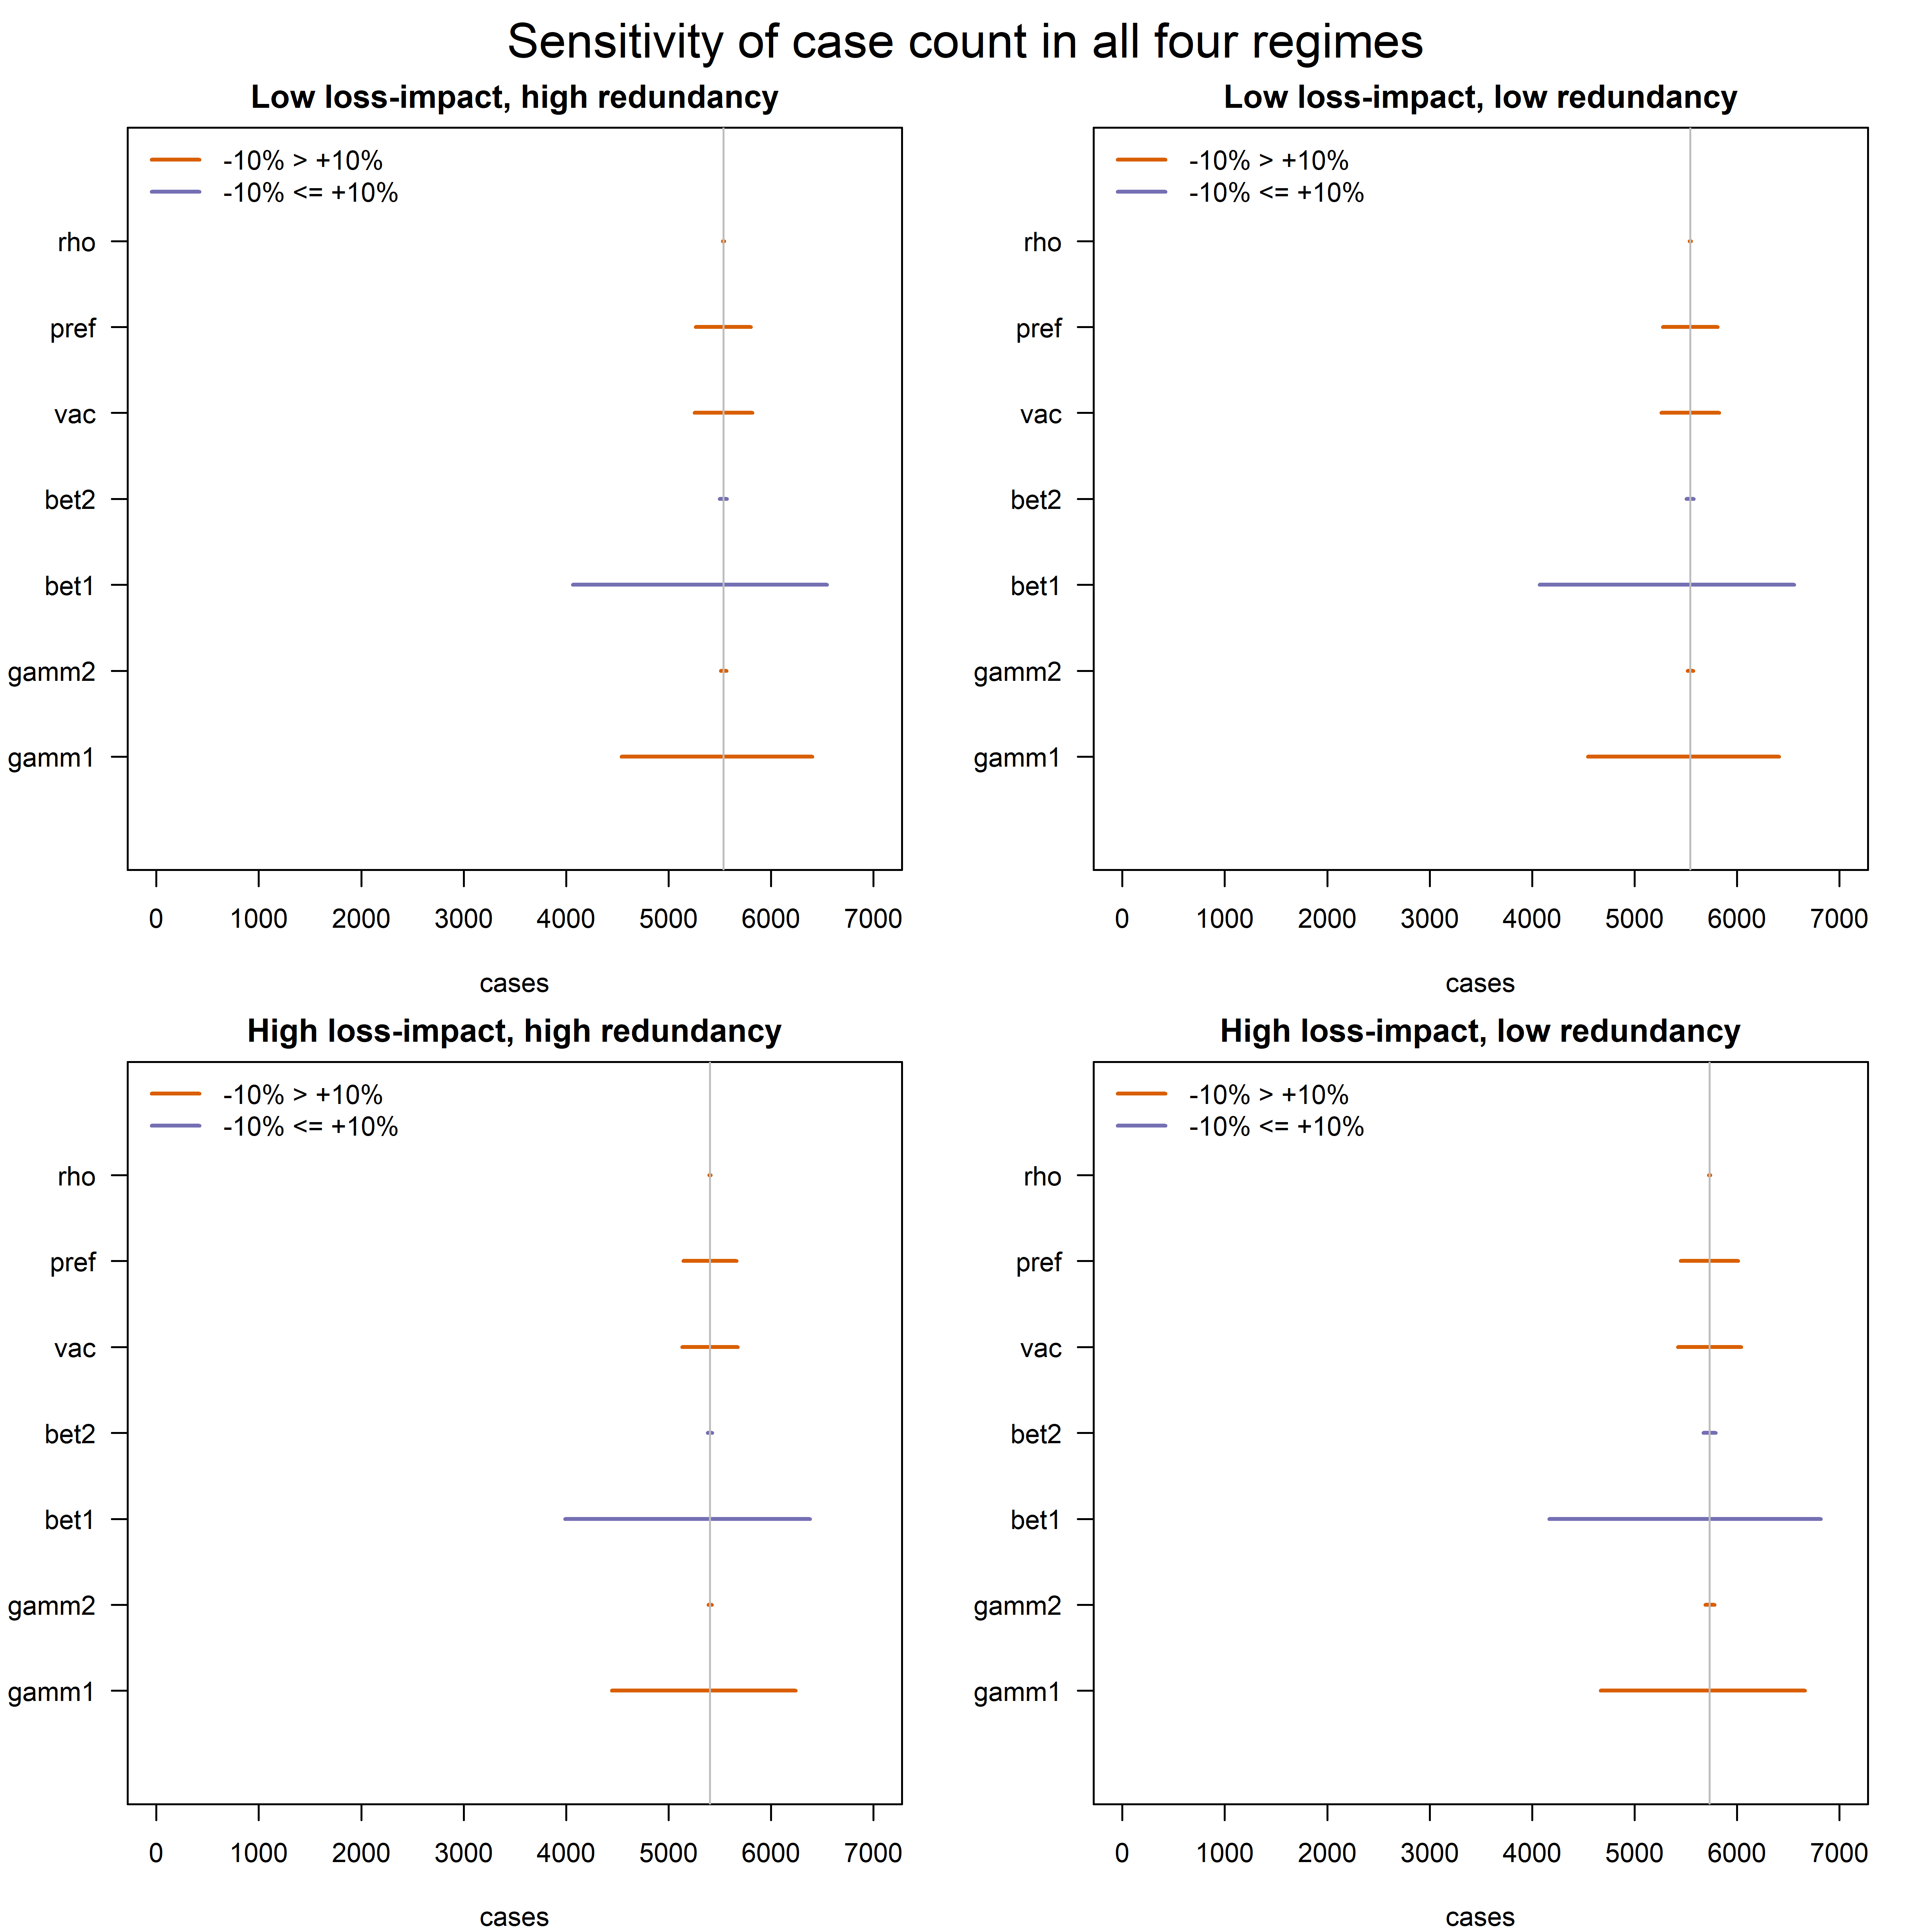 Sensitivity of case count in all four regimes
Low loss-impact, high redundancy
-10% > +10%
-10% <= +10%
rho
pref
vac
bet2
bet1
gamm2
gamm1
0 1000 2000 3000 4000 5000 6000 7000
cases
Low loss-impact, low redundancy
-10% > +10%
-10% <= +10%
rho
pref
vac
bet2
bet1
gamm2
gamm1
0 1000 2000 3000 4000 5000 6000 7000
cases
High loss-impact, high redundancy
-10% > +10%
-10% <= +10%
rho
pref
vac
bet2
bet1
gamm2
gamm1
0 1000 2000 3000 4000 5000 6000 7000
cases
High loss-impact, low redundancy
-10% > +10%
-10% <= +10%
rho
pref
vac
bet2
bet1
gamm2
gamm1
0 1000 2000 3000 4000 5000 6000 7000
cases